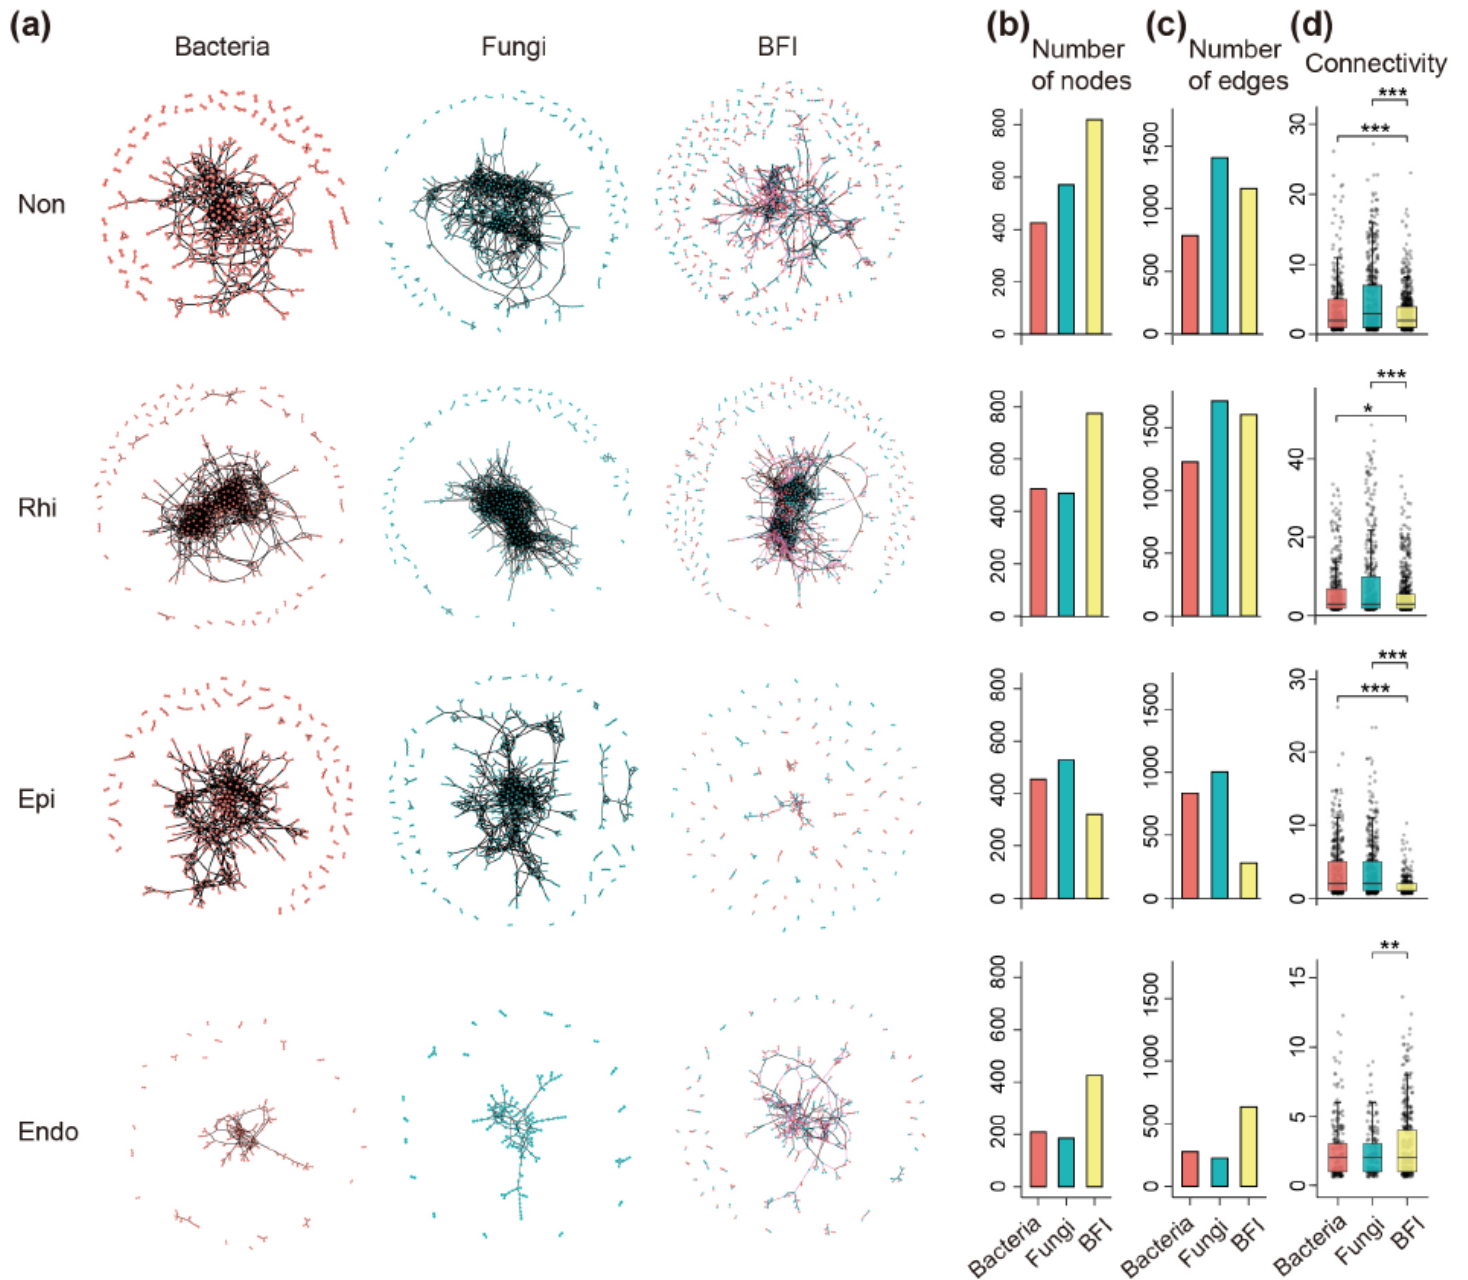 (a)
Bacteria
Fungi
BFI
(b)
Number
of nodes
(c)
Number
of edges
(d)
Connectivity
Non
0
200
400
600
800
0
500
1000
1500
0
10
20
30
***
***
Rhi
0
200
400
600
800
0
500
1000
1500
0
20
40
***
*
Epi
0
200
400
600
800
0
500
1000
1500
0
10
20
30
***
***
Endo
0
200
400
600
800
0
500
1000
1500
0
5
10
15
**
Bacteria
Fungi
BFI
Bacteria
Fungi
BFI
Bacteria
Fungi
BFI